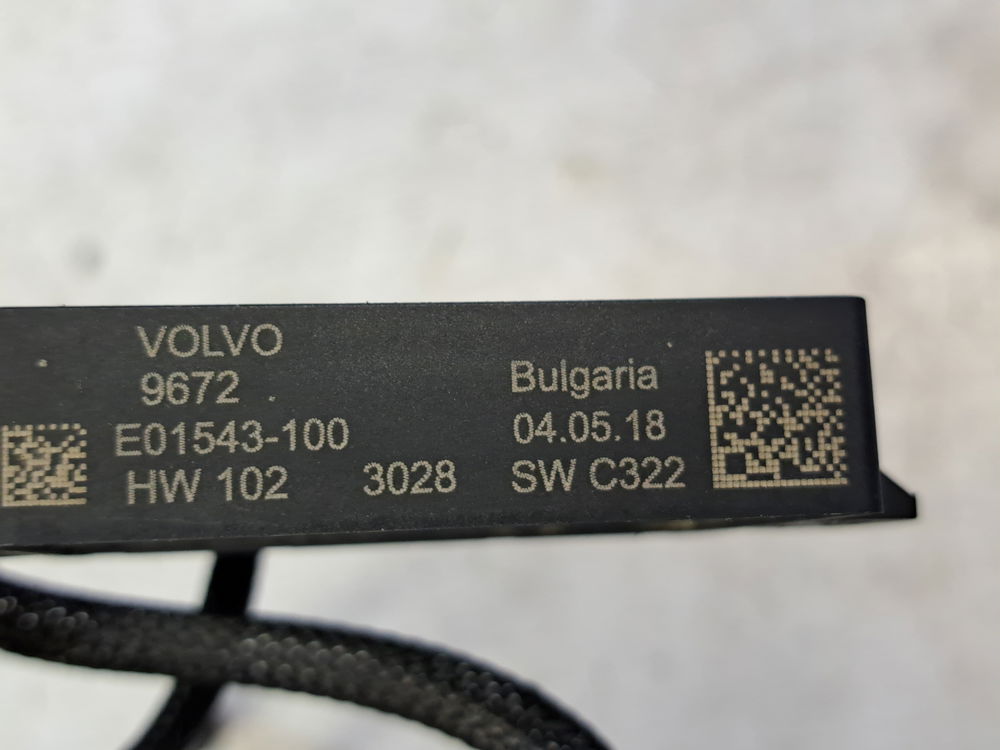 VOLVO
9672
E01543-100
HW 102
3028
Bulgaria
04.05.18
SW C322